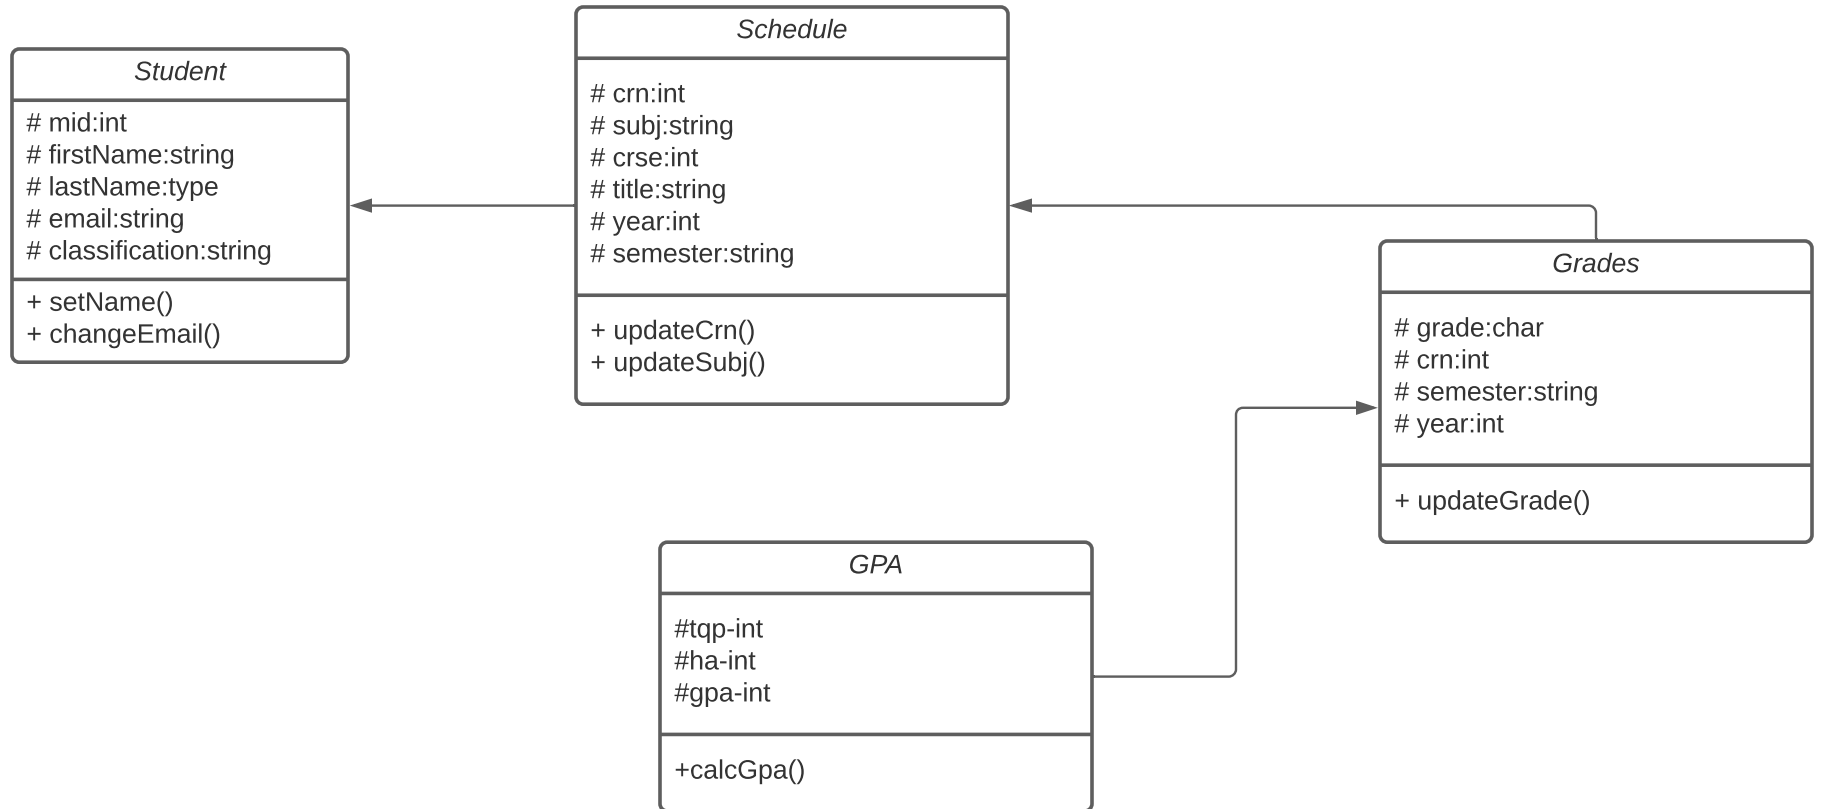 Student
# mid:int
# firstName:string
# lastName:type
# email:string
# classification:string
+ setName()
+ changeEmail()
Schedule
# crn:int
# subj:string
# crse:int
# title:string
# year:int
# semester:string
+ updateCrn()
+ updateSubj()
Grades
# grade:char
# crn:int
# semester:string
# year:int
+ updateGrade()
GPA
#tqp-int
#ha-int
#gpa-int
+calcGpa()